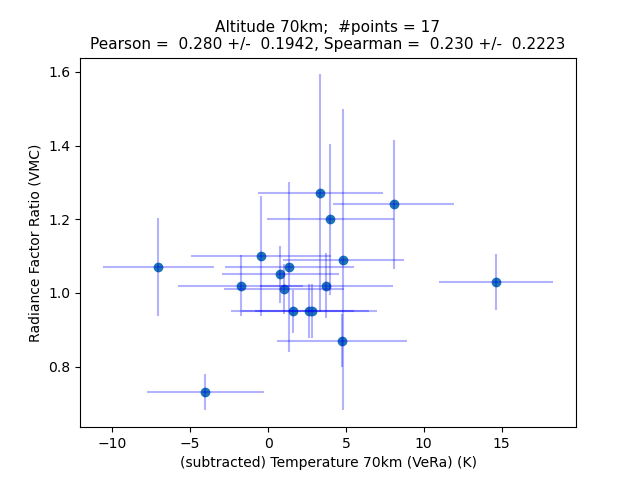 Altitude 70km;  #points = 17
Pearson =  0.280 +/-  0.1942, Spearman =  0.230 +/-  0.2223
1.6
1.4
1.2
1.0
0.8
Radiance Factor Ratio (VMC)
−10
−5
0
5
10
15
(subtracted) Temperature 70km (VeRa) (K)